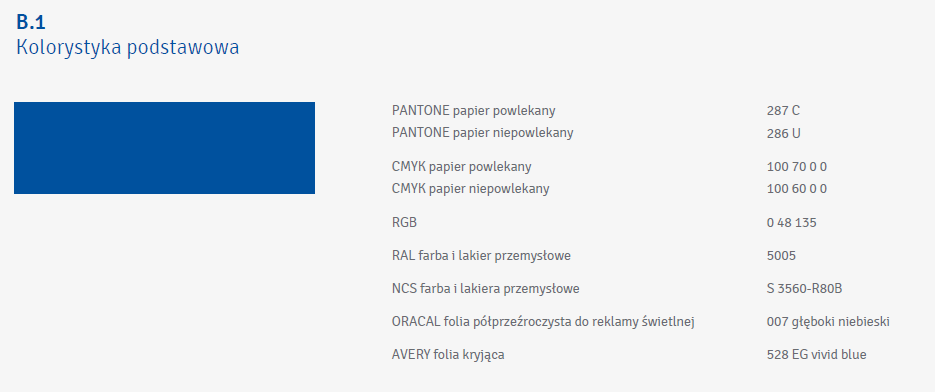 B.1
Kolorystyka podstawowa
PANTONE papier powlekany 287 C
PANTONE papier niepowlekany 286 U
CMYK papier powlekany 100 70 0 0
CMYK papier niepowlekany 100 60 0 0
RGB 0 48 135
RAL farba i lakier przemysłowe 5005
NCS farba i lakiera przemysłowe S 3560-R80B
ORACAL folia półprzeźroczysta do reklamy świetlnej 007 głęboki niebieski
AVERY folia kryjąca 528 EG vivid blue